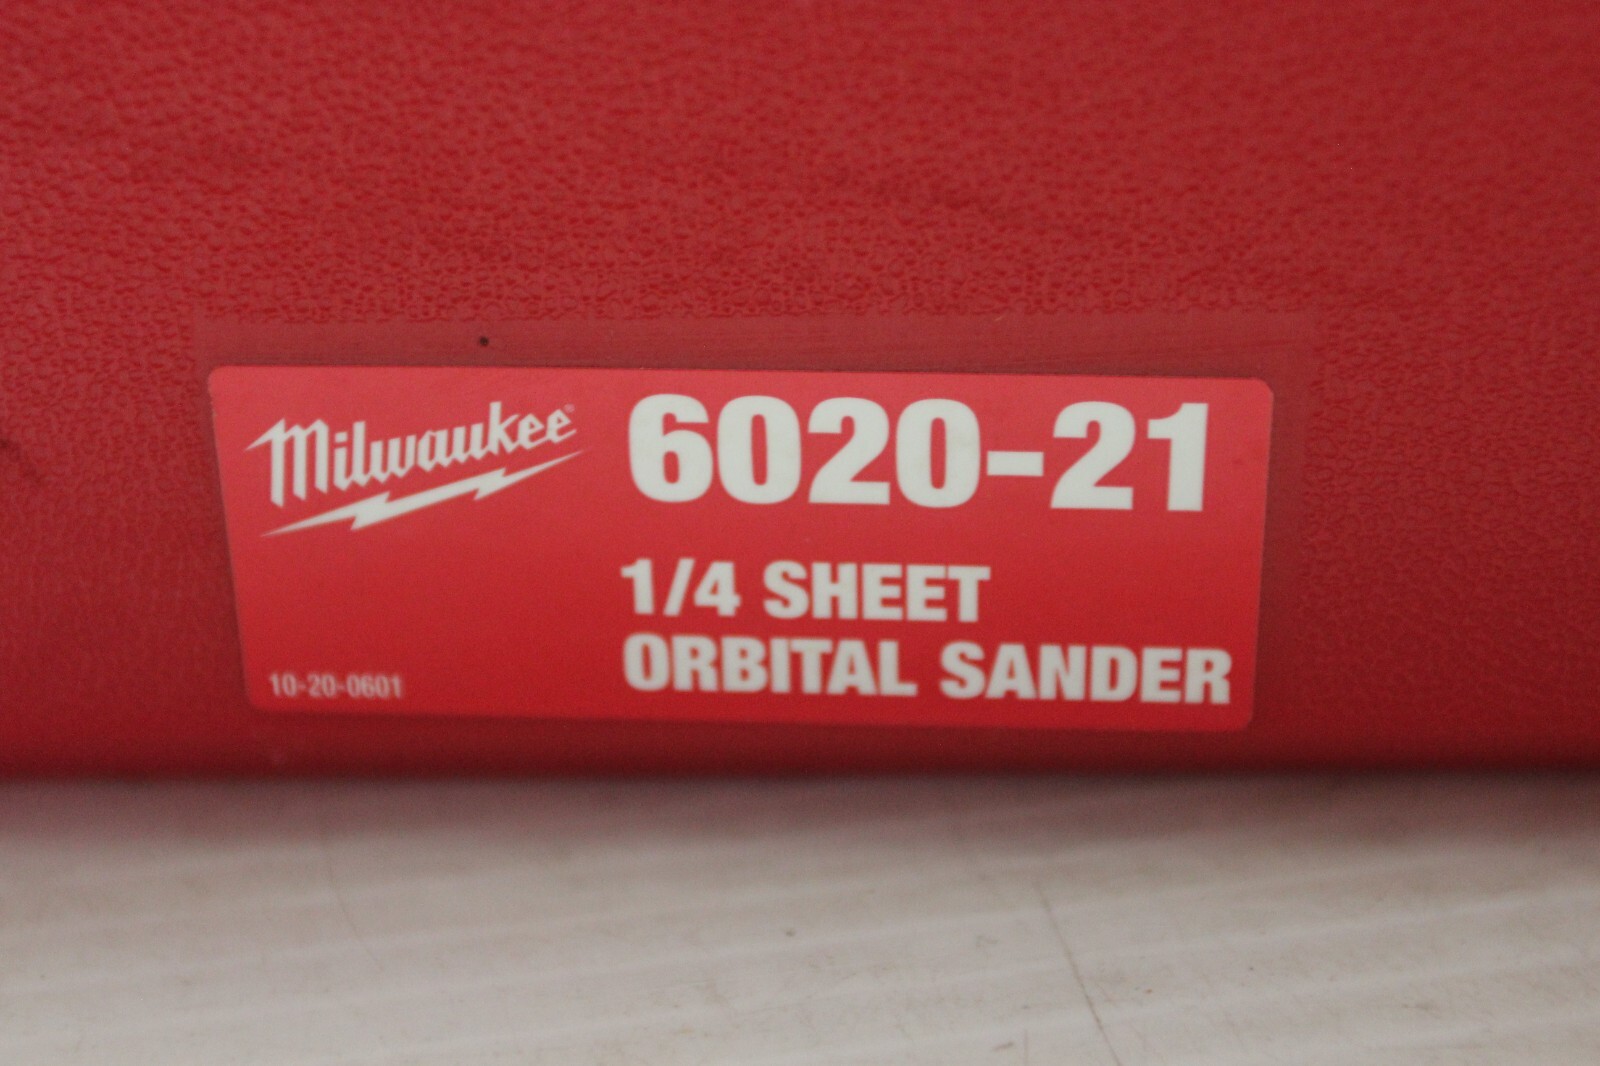 Milwaukee®
6020-21
1/4 SHEET
ORBITAL SANDER
10-20-0601